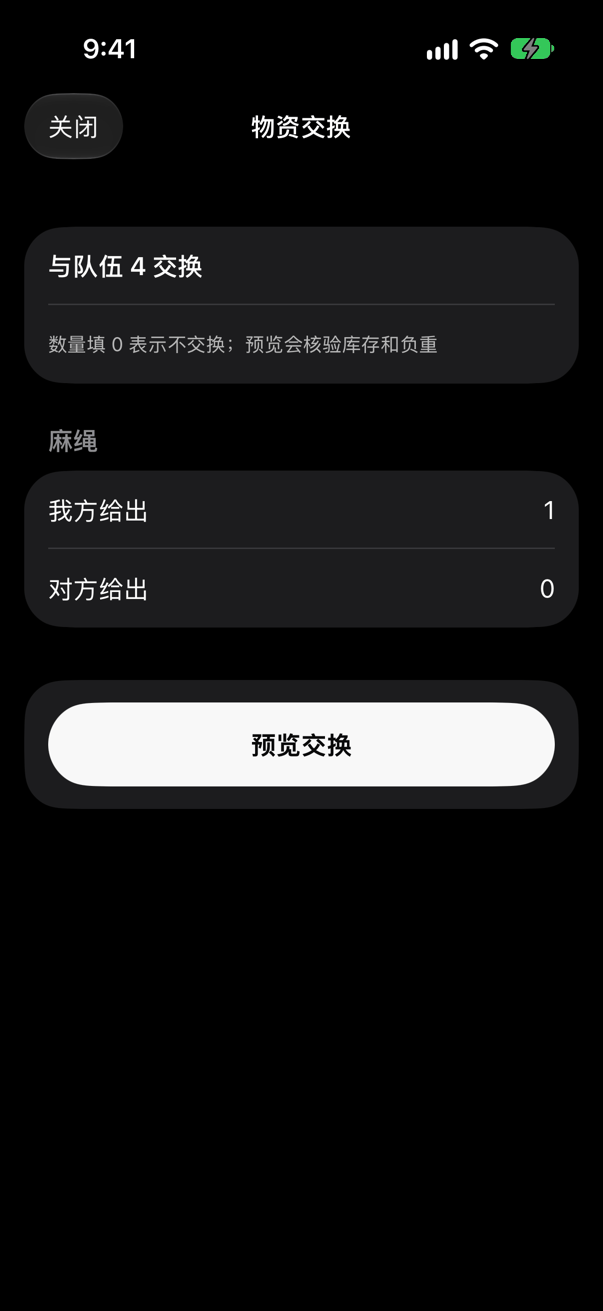 9:41
关闭
物资交换
与队伍 4 交换
数量填 0 表示不交换；预览会核验库存和负重
麻绳
我方给出 1
对方给出 0
预览交换